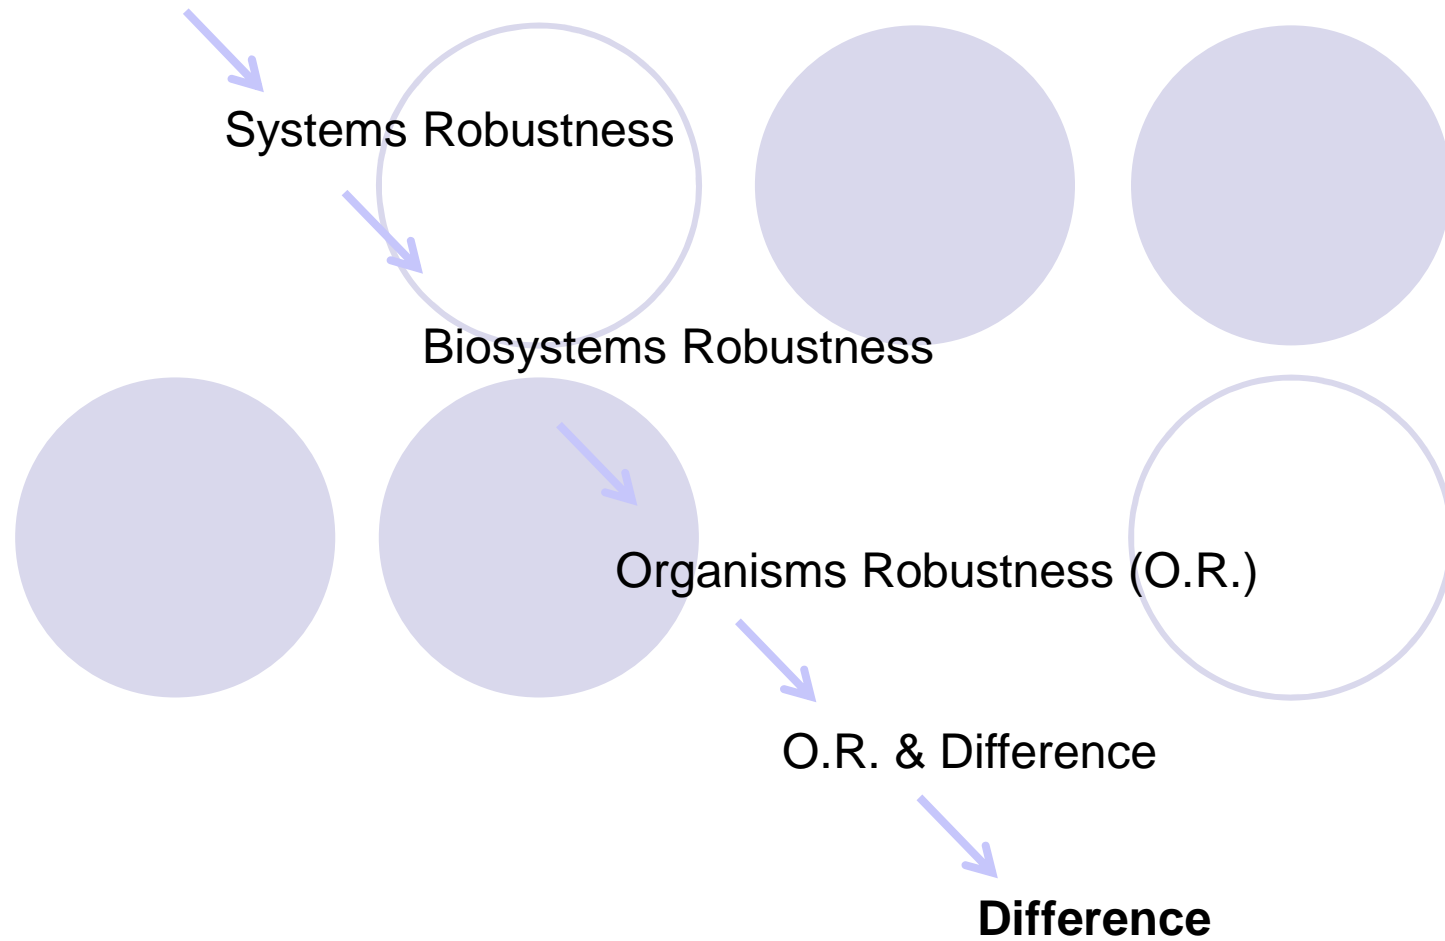 Systems Robustness
Biosystems Robustness
Organisms Robustness (O.R.)
O.R. & Difference
Difference